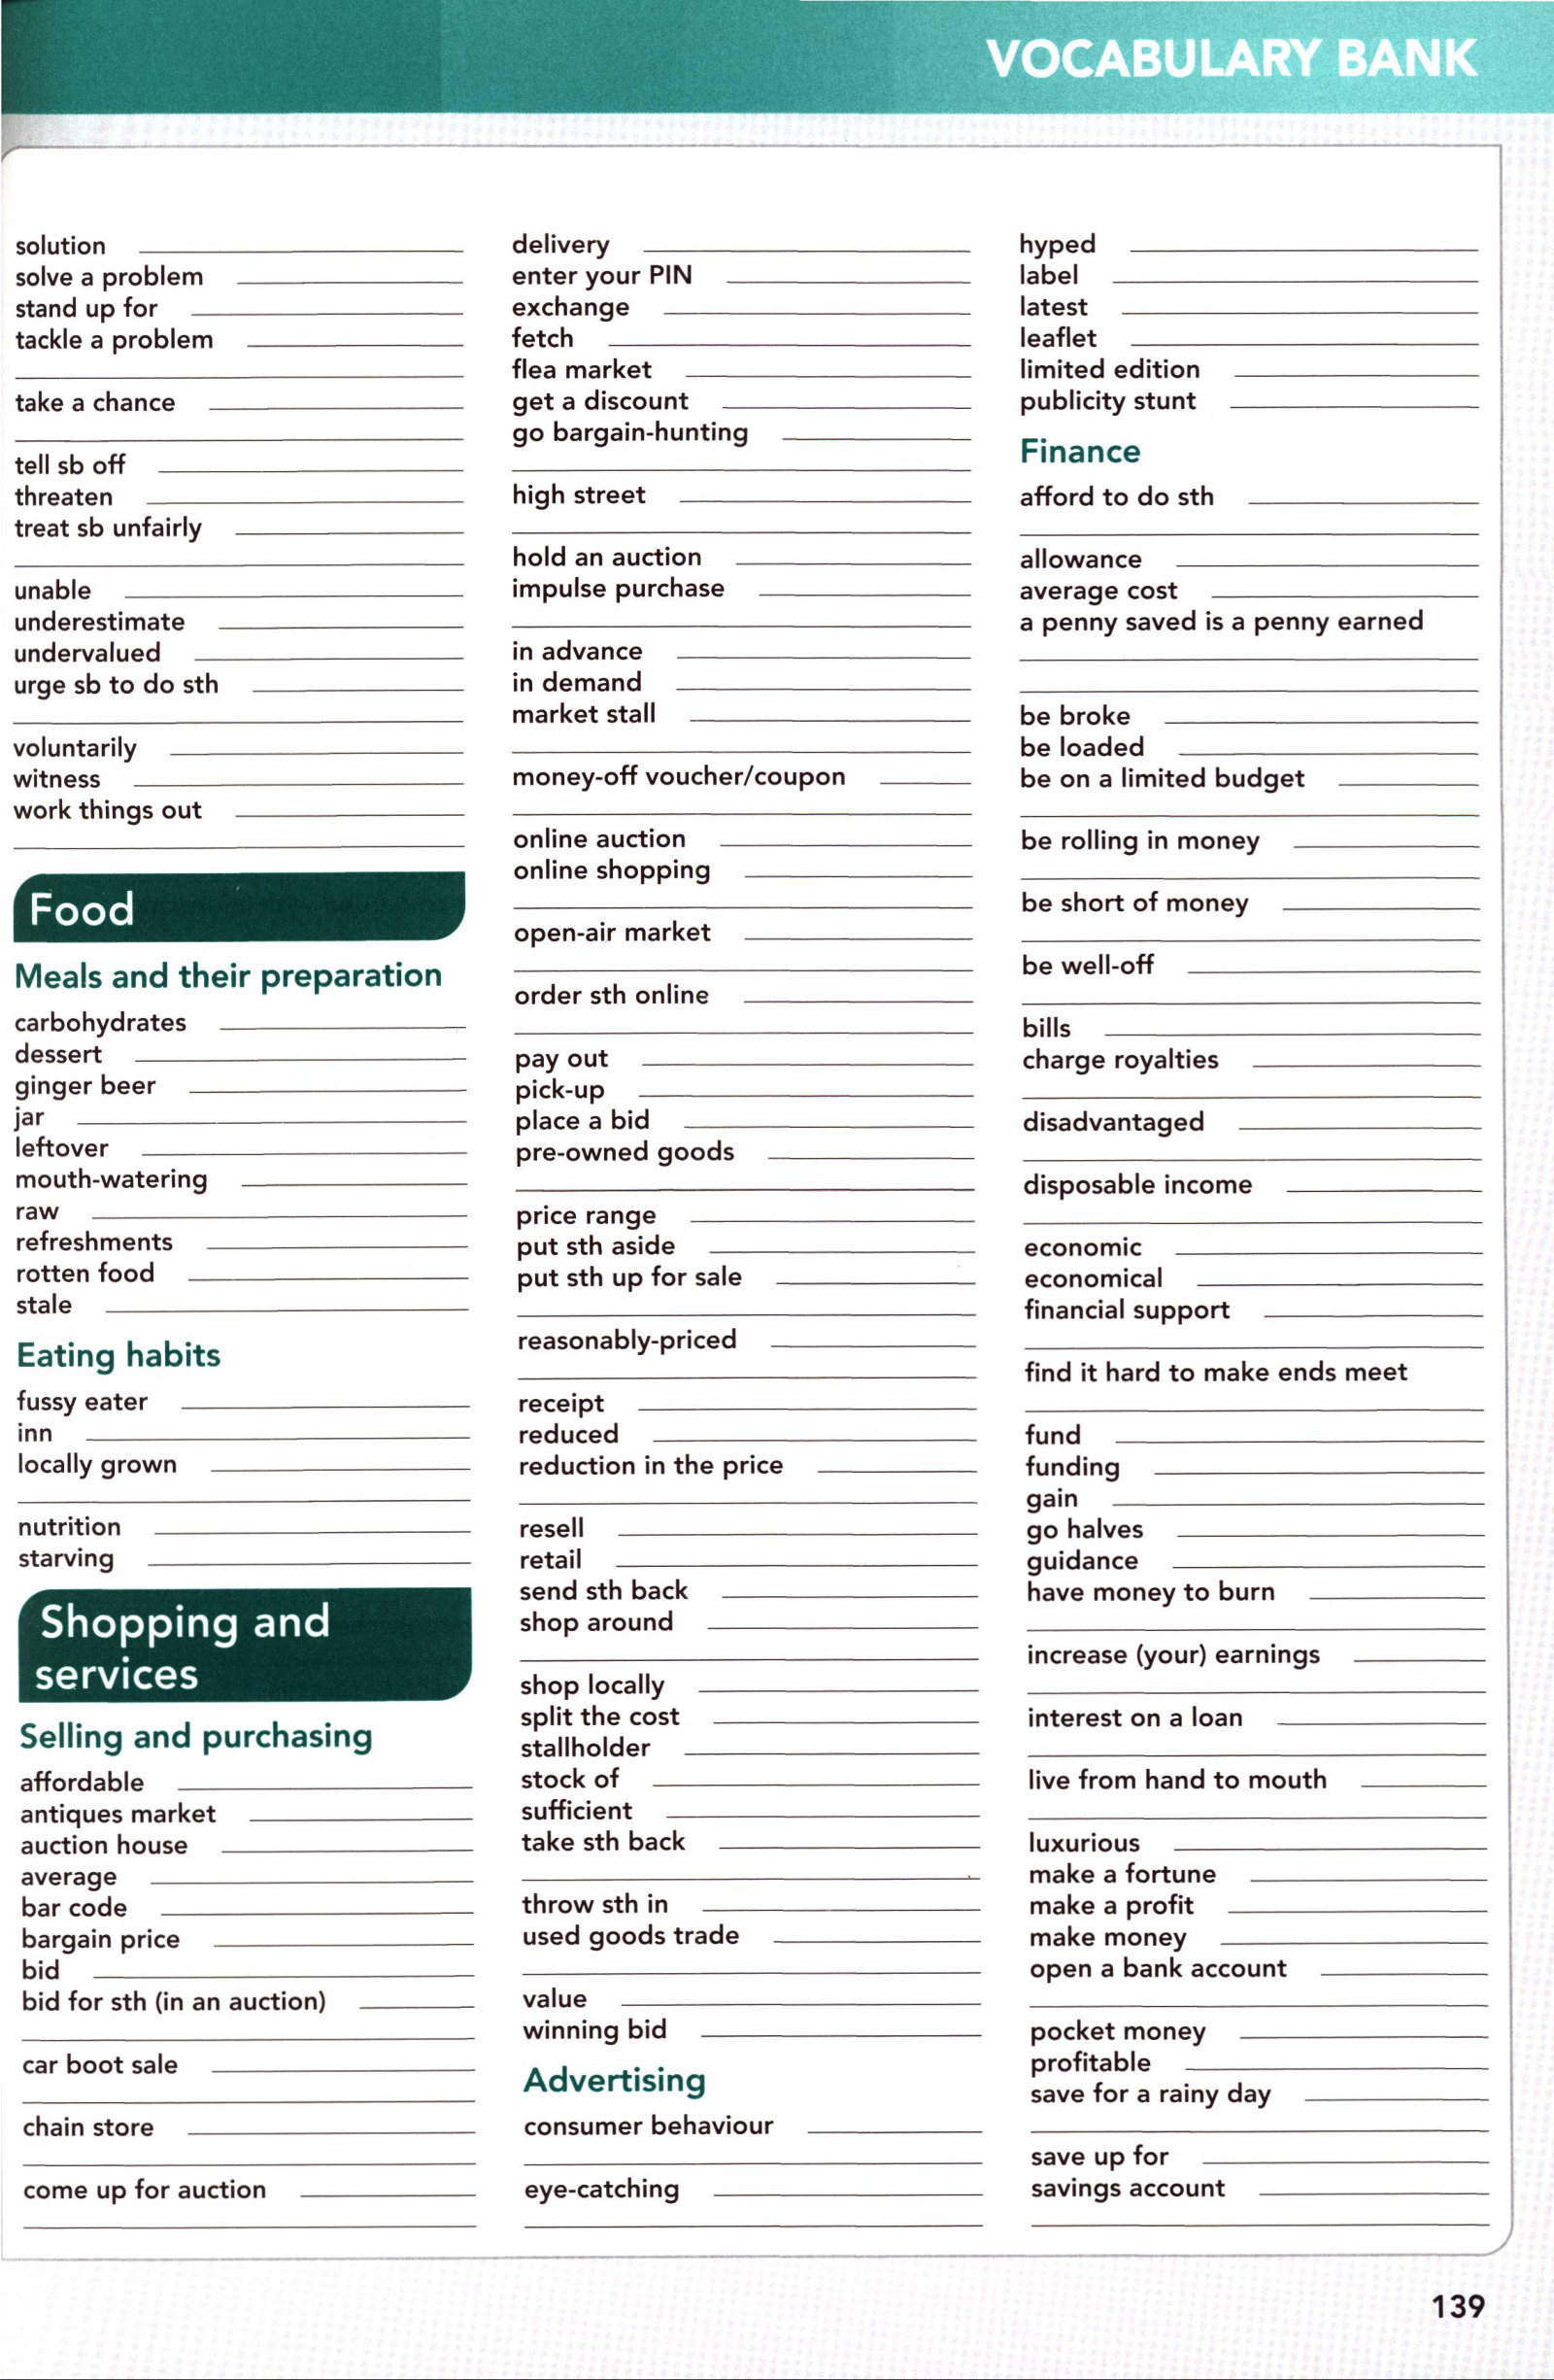 VOCABULARY BANK
solution
solve a problem
stand up for
tackle a problem
take a chance
tell sb off
threaten
treat sb unfairly
unable
underestimate
undervalued
urge sb to do sth
voluntarily
witness
work things out
Food
Meals and their preparation
carbohydrates
dessert
ginger beer
jar
leftover
mouth-watering
raw
refreshments
rotten food
stale
Eating habits
fussy eater
inn
locally grown
nutrition
starving
Shopping and
services
Selling and purchasing
affordable
antiques market
auction house
average
bar code
bargain price
bid
bid for sth (in an auction)
car boot sale
chain store
come up for auction
delivery
enter your PIN
exchange
fetch
flea market
get a discount
go bargain-hunting
high street
hold an auction
impulse purchase
in advance
in demand
market stall
money-off voucher/coupon
online auction
online shopping
open-air market
order sth online
pay out
pick-up
place a bid
pre-owned goods
price range
put sth aside
put sth up for sale
reasonably-priced
receipt
reduced
reduction in the price
resell
retail
send sth back
shop around
shop locally
split the cost
stallholder
stock of
sufficient
take sth back
throw sth in
used goods trade
value
winning bid
Advertising
consumer behaviour
eye-catching
hyped
label
latest
leaflet
limited edition
publicity stunt
Finance
afford to do sth
allowance
average cost
a penny saved is a penny earned
be broke
be loaded
be on a limited budget
be rolling in money
be short of money
be well-off
bills
charge royalties
disadvantaged
disposable income
economic
economical
financial support
find it hard to make ends meet
fund
funding
gain
go halves
guidance
have money to burn
increase (your) earnings
interest on a loan
live from hand to mouth
luxurious
make a fortune
make a profit
make money
open a bank account
pocket money
profitable
save for a rainy day
save up for
savings account
139